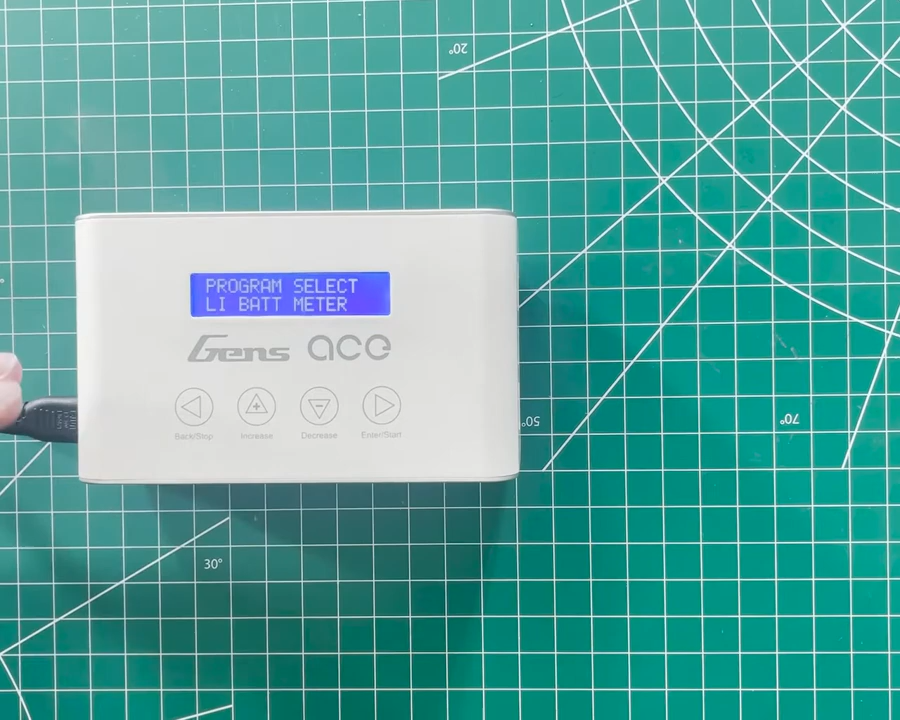 20°
PROGRAM SELECT
LI BATT METER
Gens ace
Back/Stop Increase Decrease Enter/Start
50°
70°
30°